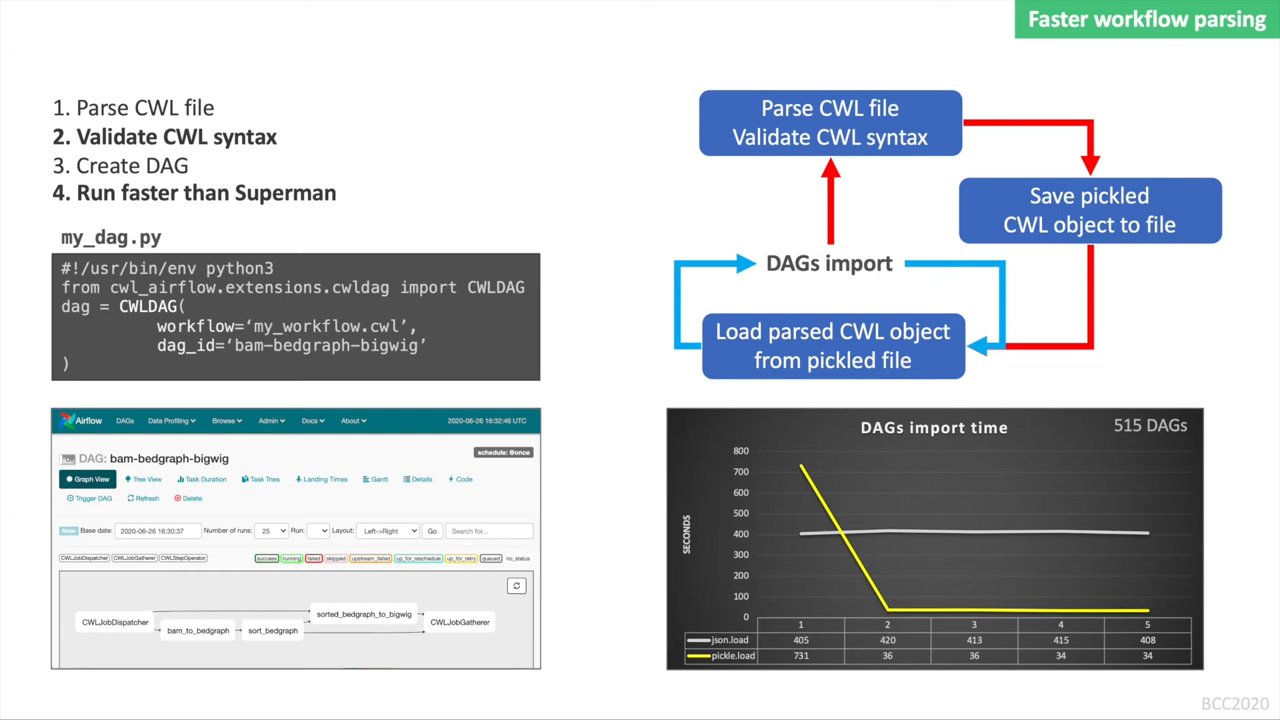 Faster workflow parsing
1. Parse CWL file
2. Validate CWL syntax
3. Create DAG
4. Run faster than Superman
my_dag.py
#!/usr/bin/env python3
from cwl_airflow.extensions.cwldag import CWLDAG
dag = CWLDAG(
workflow=‘my_workflow.cwl’,
dag_id=‘bam-bedgraph-bigwig’
)
Parse CWL file
Validate CWL syntax
Save pickled
CWL object to file
DAGs import
Load parsed CWL object
from pickled file
Airflow DAGs Data Profiling Browse Admin Docs About 2020-06-26 16:32:46 UTC
DAG: bam-bedgraph-bigwig schedule: @once
Graph View Tree View Task Duration Task Tries Landing Times Gantt Details Code
Trigger DAG Refresh Delete
None Base date: 2020-06-26 16:30:37 Number of runs: 25 Run: Layout: Left->Right Go Search for...
CWLJobDispatcher CWLJobGatherer CWLStepOperator success running failed skipped upstream_failed up_for_reschedule up_for_retry queued no_status
CWLJobDispatcher bam_to_bedgraph sort_bedgraph sorted_bedgraph_to_bigwig CWLJobGatherer
DAGs import time 515 DAGs
SECONDS
800
700
600
500
400
300
200
100
0
1 2 3 4 5
json.load 405 420 413 415 408
pickle.load 731 36 36 34 34
BCC2020